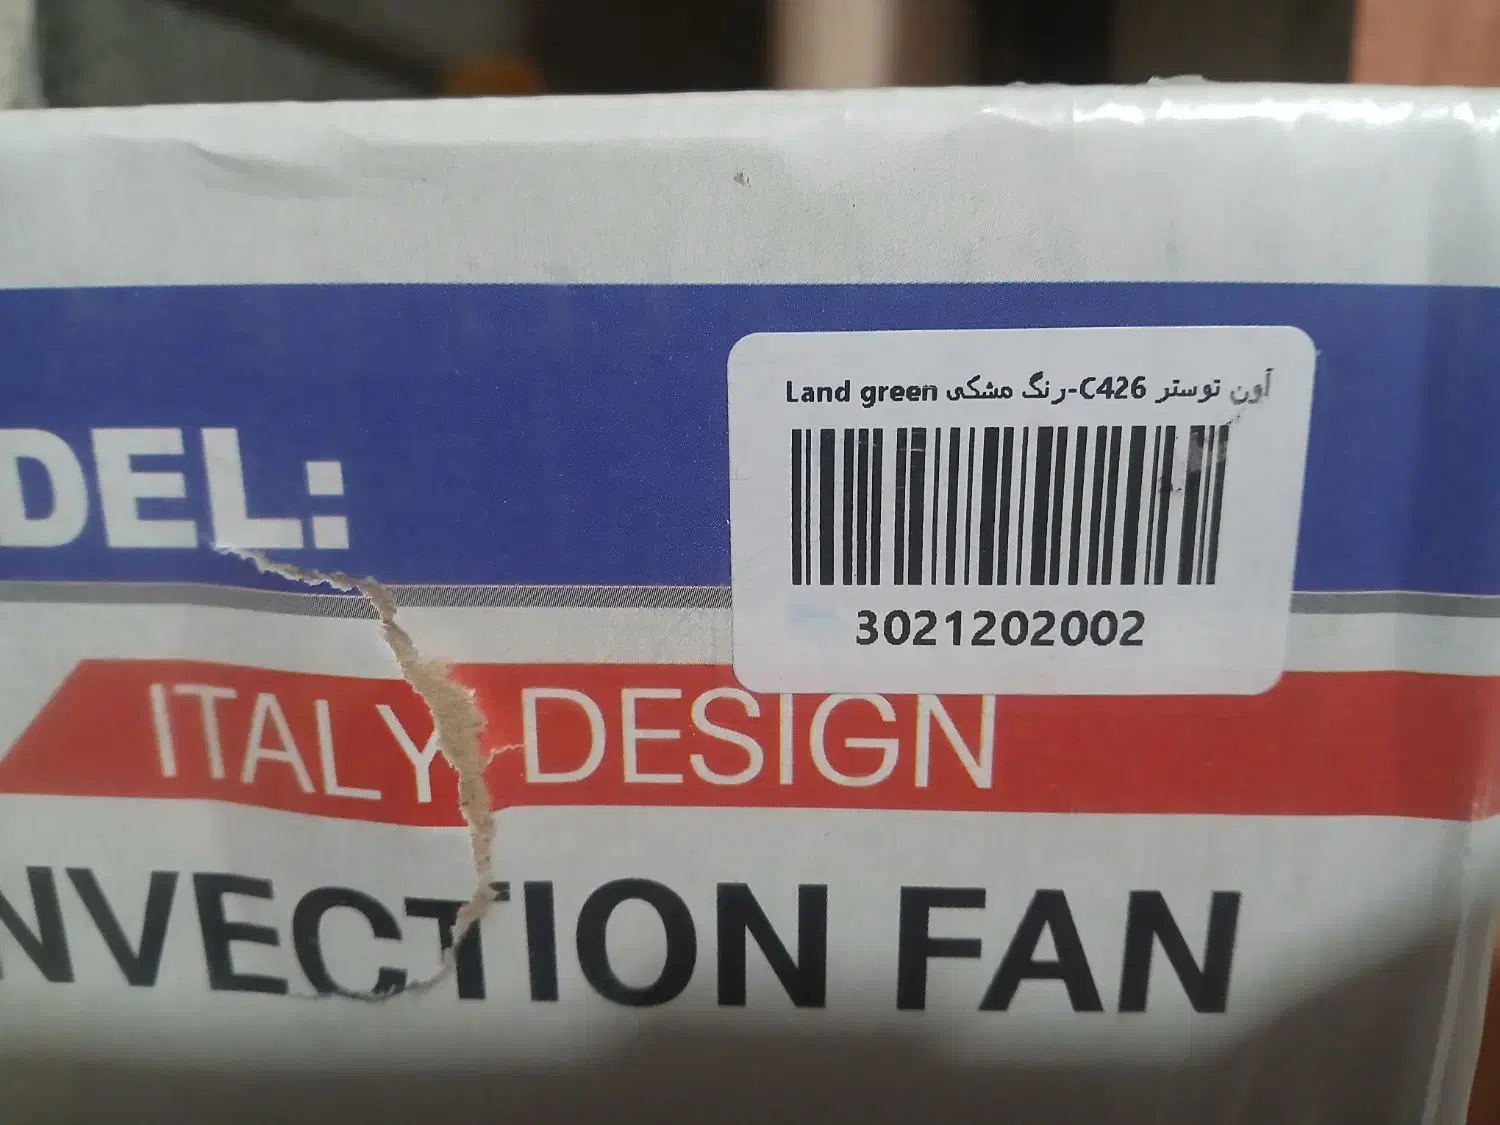 DEL:
آون توستر C426-رنگ مشکی Land green
3021202002
ITALY DESIGN
NVECTION FAN